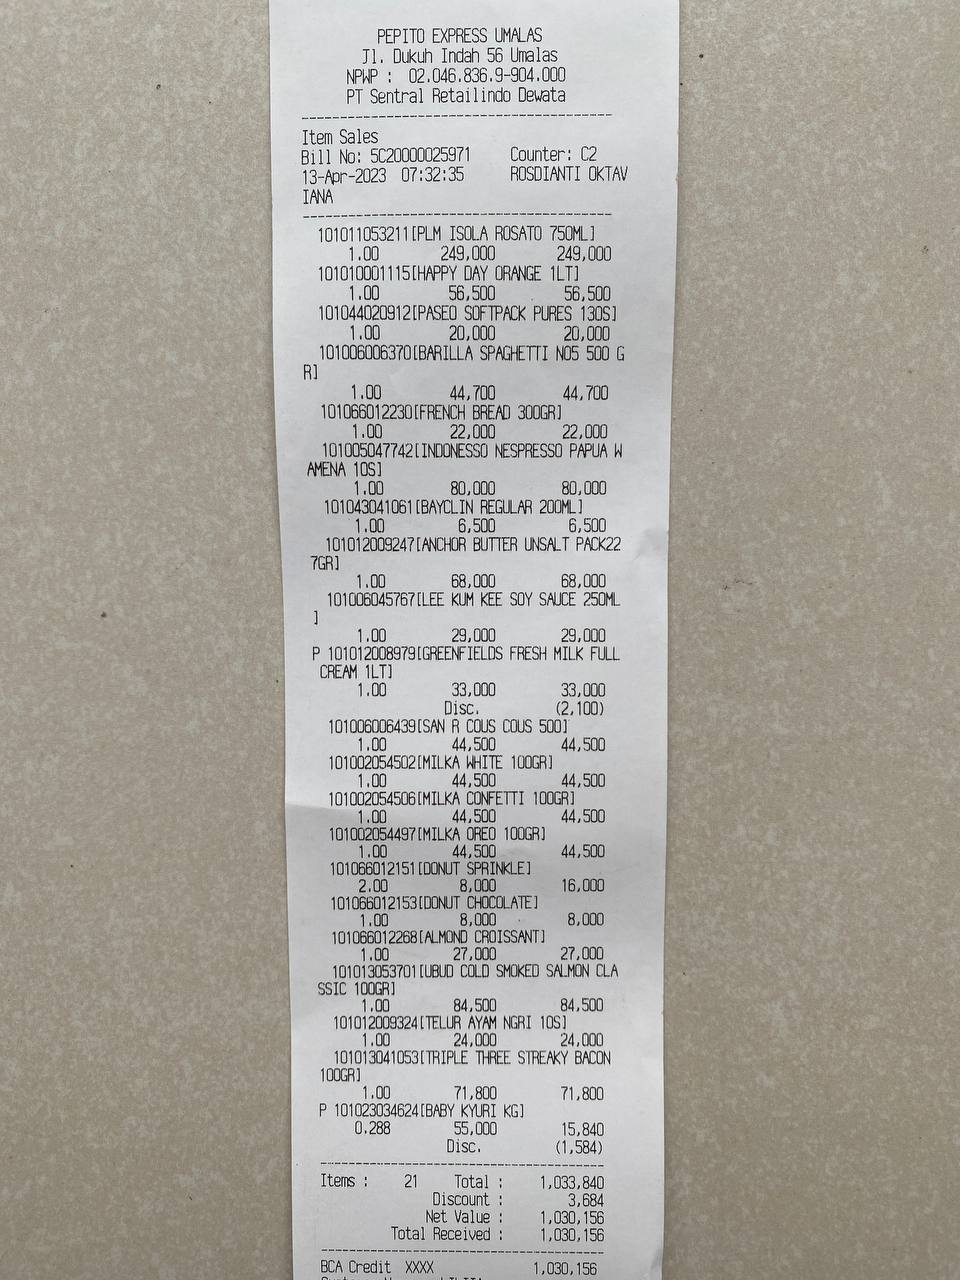 PEPITO EXPRESS UMALAS
Jl. Dukuh Indah 56 Umalas
NPWP : 02.046.836.9-904.000
PT Sentral Retailindo Dewata
Item Sales
Bill No: 5C20000025971 Counter: C2
13-Apr-2023 07:32:35 ROSDIANTI OKTAV
IANA
101011053211[PLM ISOLA ROSATO 750ML]
1.00 249,000 249,000
101010001115[HAPPY DAY ORANGE 1LT]
1.00 56,500 56,500
101044020912[PASEO SOFTPACK PURES 130S]
1.00 20,000 20,000
101006006370[BARILLA SPAGHETTI NO5 500 G
R]
1.00 44,700 44,700
101066012230[FRENCH BREAD 300GR]
1.00 22,000 22,000
101005047742[INDONESSO NESPRESSO PAPUA W
AMENA 10S]
1.00 80,000 80,000
101043041061[BAYCLIN REGULAR 200ML]
1.00 6,500 6,500
101012009247[ANCHOR BUTTER UNSALT PACK22
7GR]
1.00 68,000 68,000
101006045767[LEE KUM KEE SOY SAUCE 250ML
]
1.00 29,000 29,000
P 101012008979[GREENFIELDS FRESH MILK FULL
CREAM 1LT]
1.00 33,000 33,000
Disc. (2,100)
101006006439[SAN R COUS COUS 500]
1.00 44,500 44,500
101002054502[MILKA WHITE 100GR]
1.00 44,500 44,500
101002054506[MILKA CONFETTI 100GR]
1.00 44,500 44,500
101002054497[MILKA OREO 100GR]
1.00 44,500 44,500
101066012151[DONUT SPRINKLE]
2.00 8,000 16,000
101066012153[DONUT CHOCOLATE]
1.00 8,000 8,000
101066012268[ALMOND CROISSANT]
1.00 27,000 27,000
101013053701[UBUD COLD SMOKED SALMON CLA
SSIC 100GR]
1.00 84,500 84,500
101012009324[TELUR AYAM NGRI 10S]
1.00 24,000 24,000
101013041053[TRIPLE THREE STREAKY BACON
100GR]
1.00 71,800 71,800
P 101023034624[BABY KYURI KG]
0.288 55,000 15,840
Disc. (1,584)
Items : 21 Total : 1,033,840
Discount : 3,684
Net Value : 1,030,156
Total Received : 1,030,156
BCA Credit XXXX 1,030,156